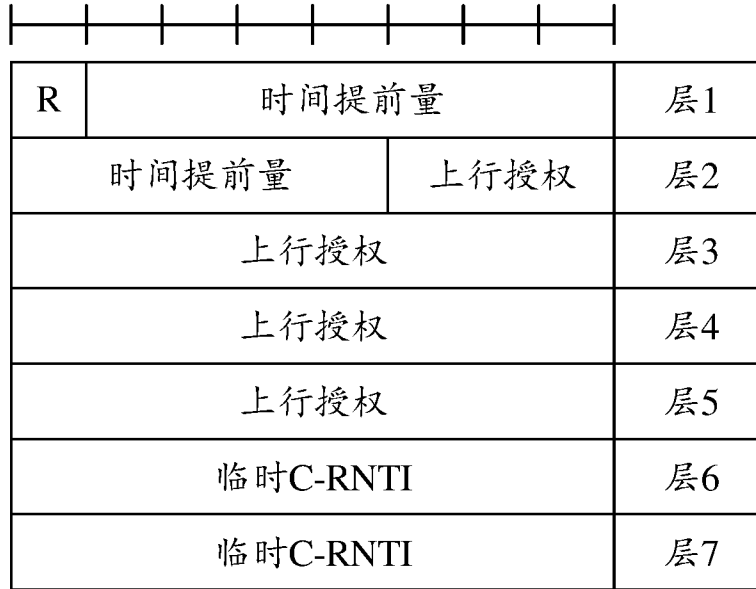 R 时间提前量 层1
时间提前量 上行授权 层2
上行授权 层3
上行授权 层4
上行授权 层5
临时C-RNTI 层6
临时C-RNTI 层7